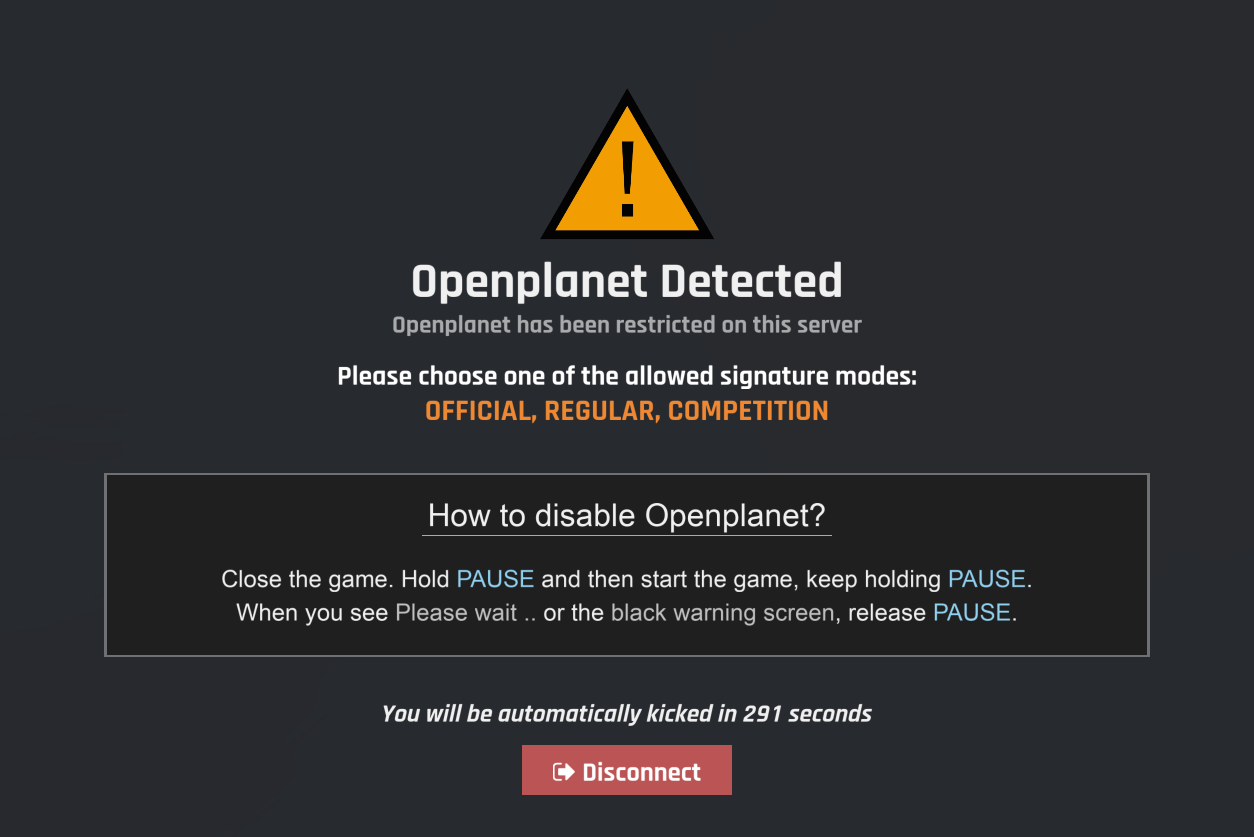 !
Openplanet Detected
Openplanet has been restricted on this server
Please choose one of the allowed signature modes:
OFFICIAL, REGULAR, COMPETITION
How to disable Openplanet?
Close the game. Hold PAUSE and then start the game, keep holding PAUSE.
When you see Please wait .. or the black warning screen, release PAUSE.
You will be automatically kicked in 291 seconds
Disconnect